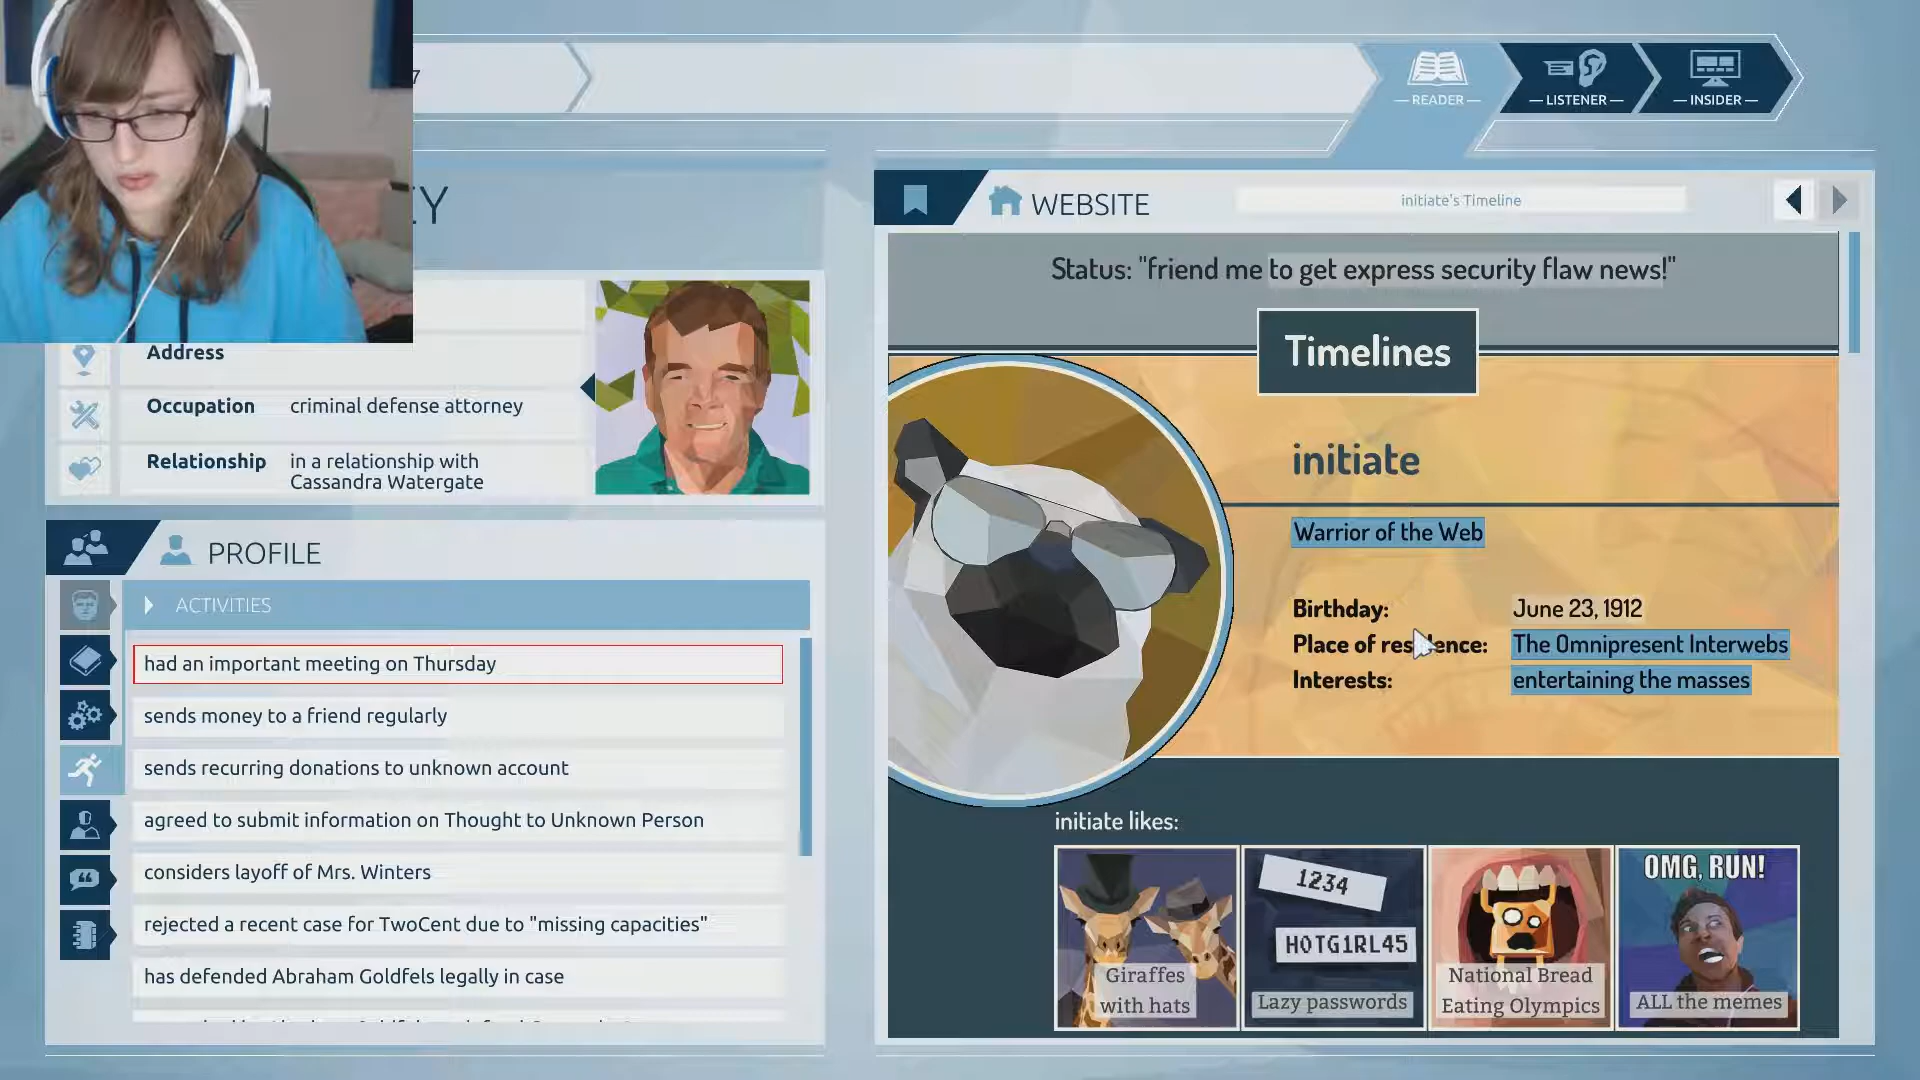 7
READER
LISTENER
INSIDER
EY
Address
Occupation criminal defense attorney
Relationship in a relationship with
Cassandra Watergate
PROFILE
ACTIVITIES
had an important meeting on Thursday
sends money to a friend regularly
sends recurring donations to unknown account
agreed to submit information on Thought to Unknown Person
considers layoff of Mrs. Winters
rejected a recent case for TwoCent due to "missing capacities"
has defended Abraham Goldfels legally in case
WEBSITE
initiate's Timeline
Status: "friend me to get express security flaw news!"
Timelines
initiate
Warrior of the Web
Birthday: June 23, 1912
Place of residence: The Omnipresent Interwebs
Interests: entertaining the masses
initiate likes:
Giraffes
with hats
1234
H0TG1RL45
Lazy passwords
National Bread
Eating Olympics
OMG, RUN!
ALL the memes